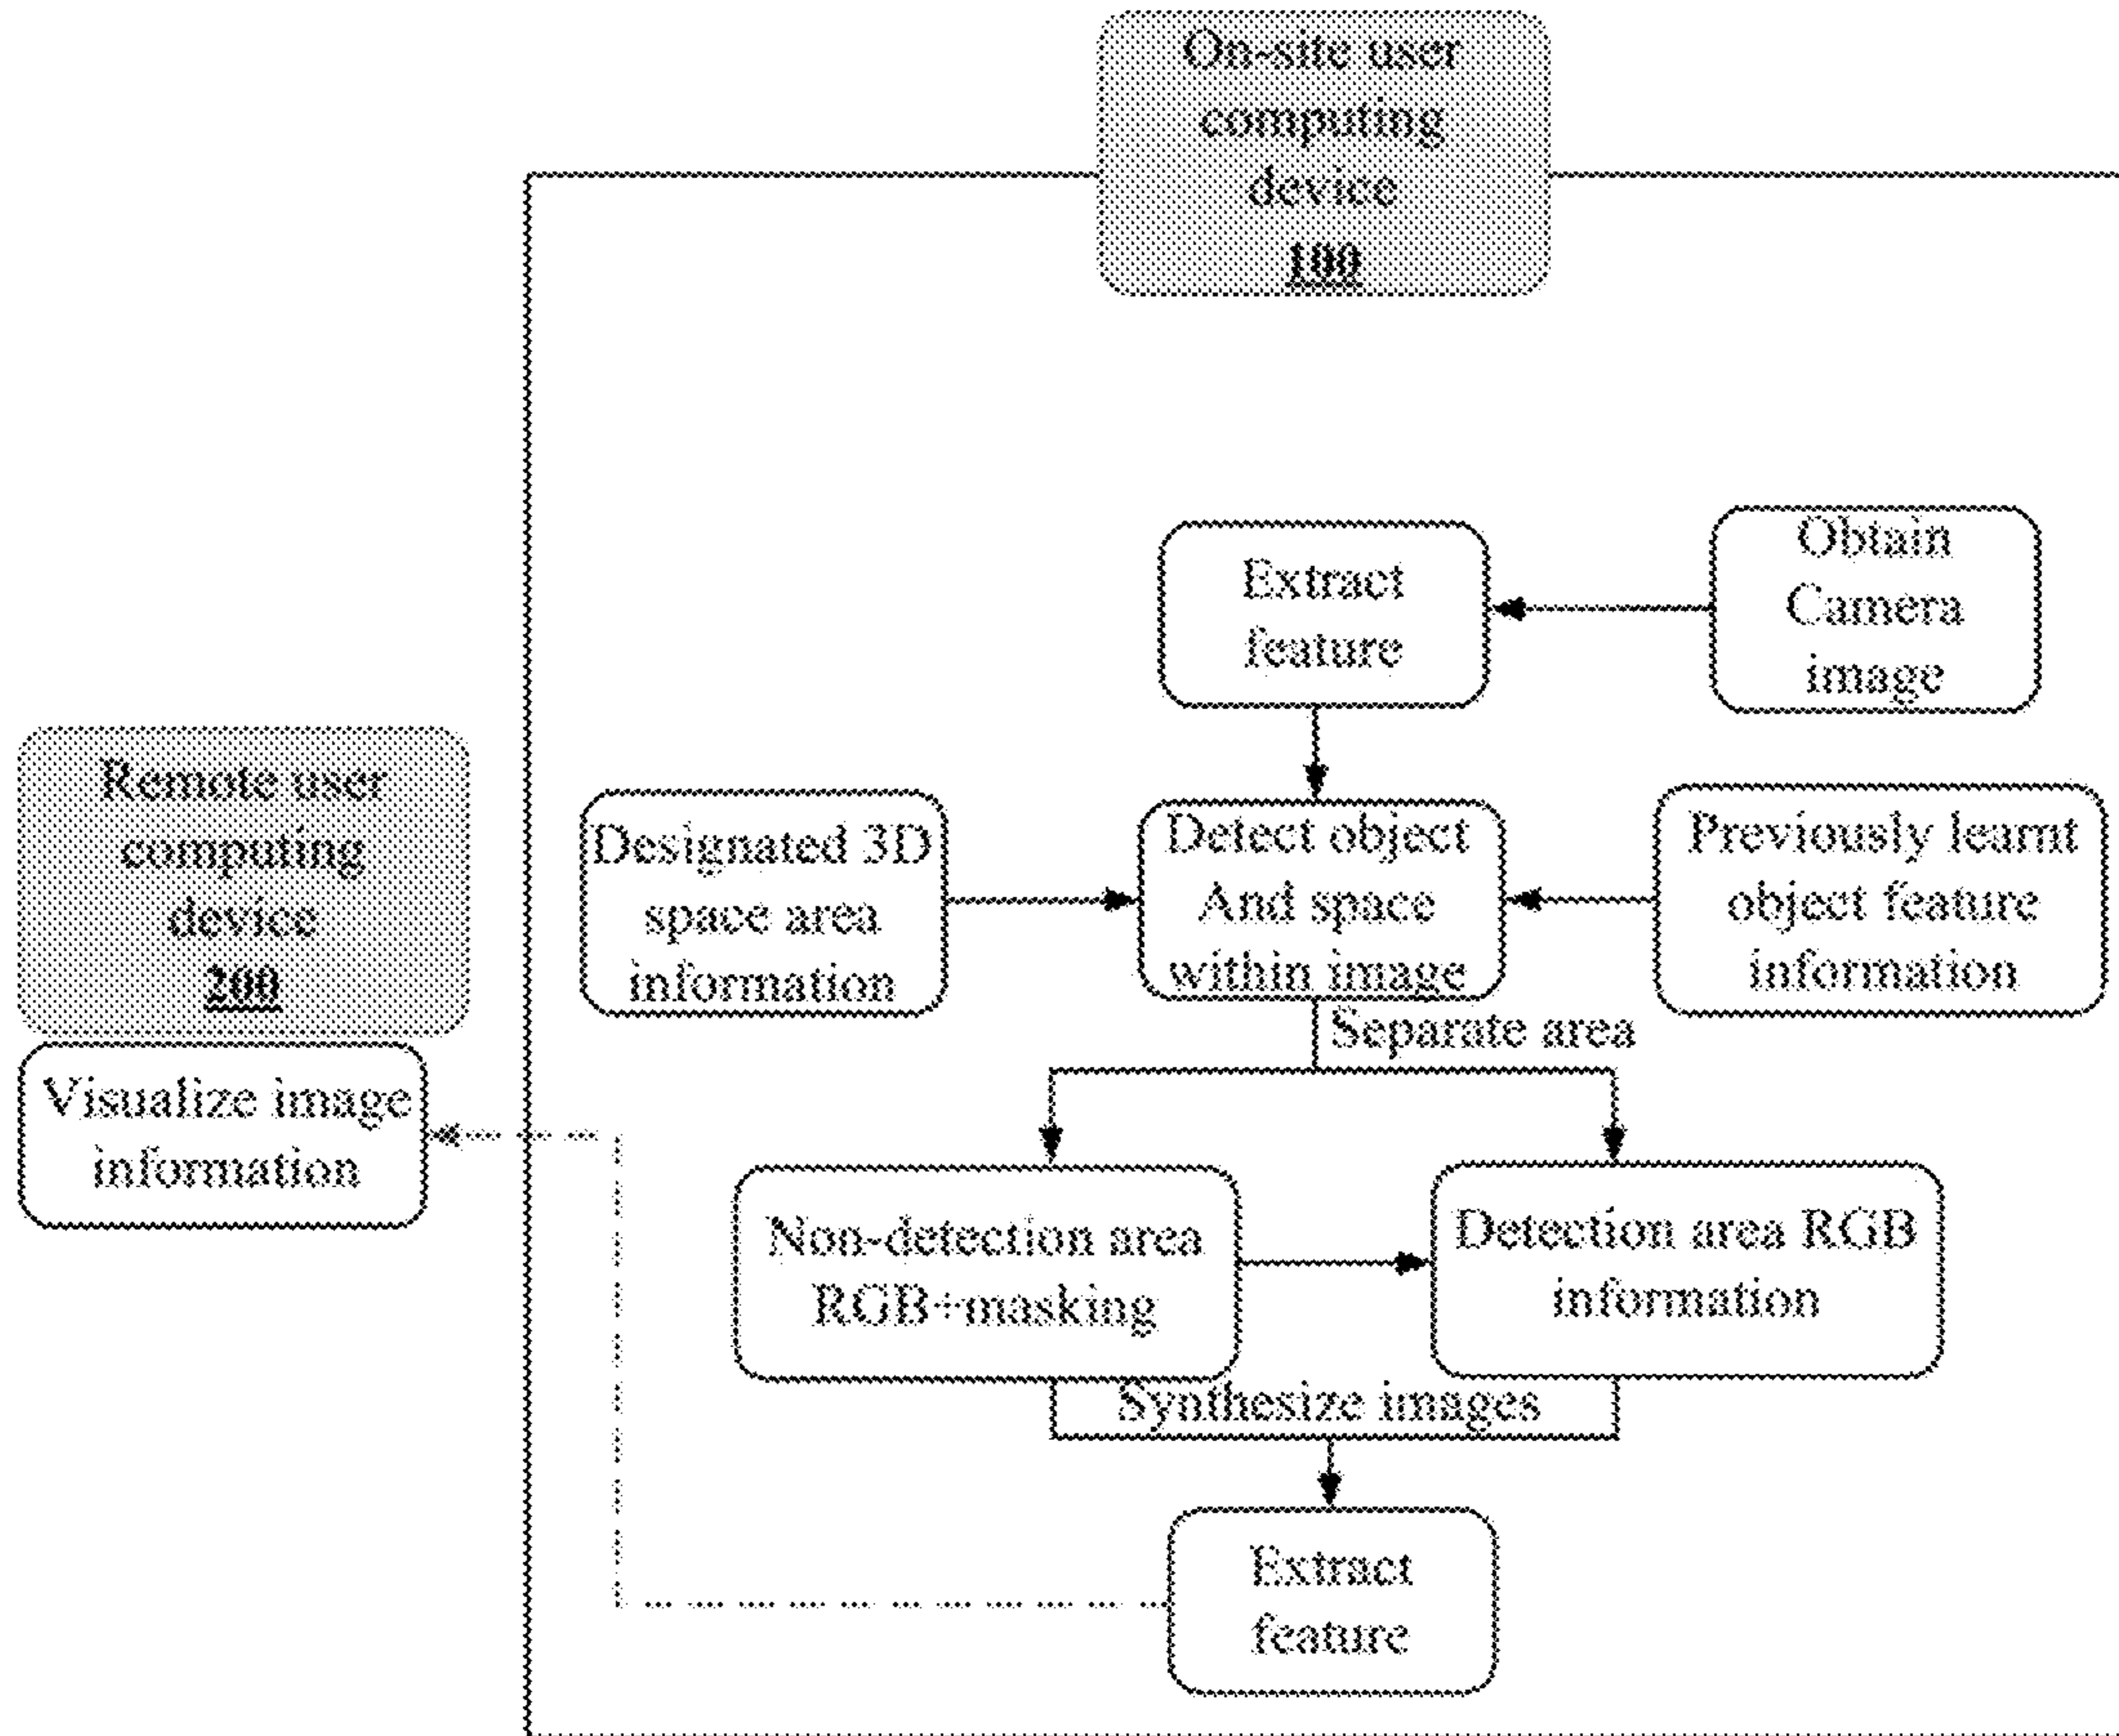 On-site user
computing
device
100
Extract
feature
Obtain
Camera
image
Remote user
computing
device
200
Designated 3D
space area
information
Detect object
And space
within image
Previously learnt
object feature
information
Separate area
Visualize image
information
Non-detection area
RGB+masking
Detection area RGB
information
Synthesize images
Extract
feature